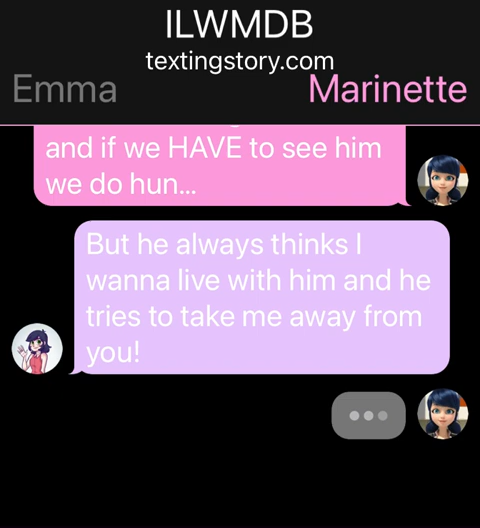 ILWMDB
textingstory.com
Emma Marinette
and if we HAVE to see him
we do hun...
But he always thinks I
wanna live with him and he
tries to take me away from
you!